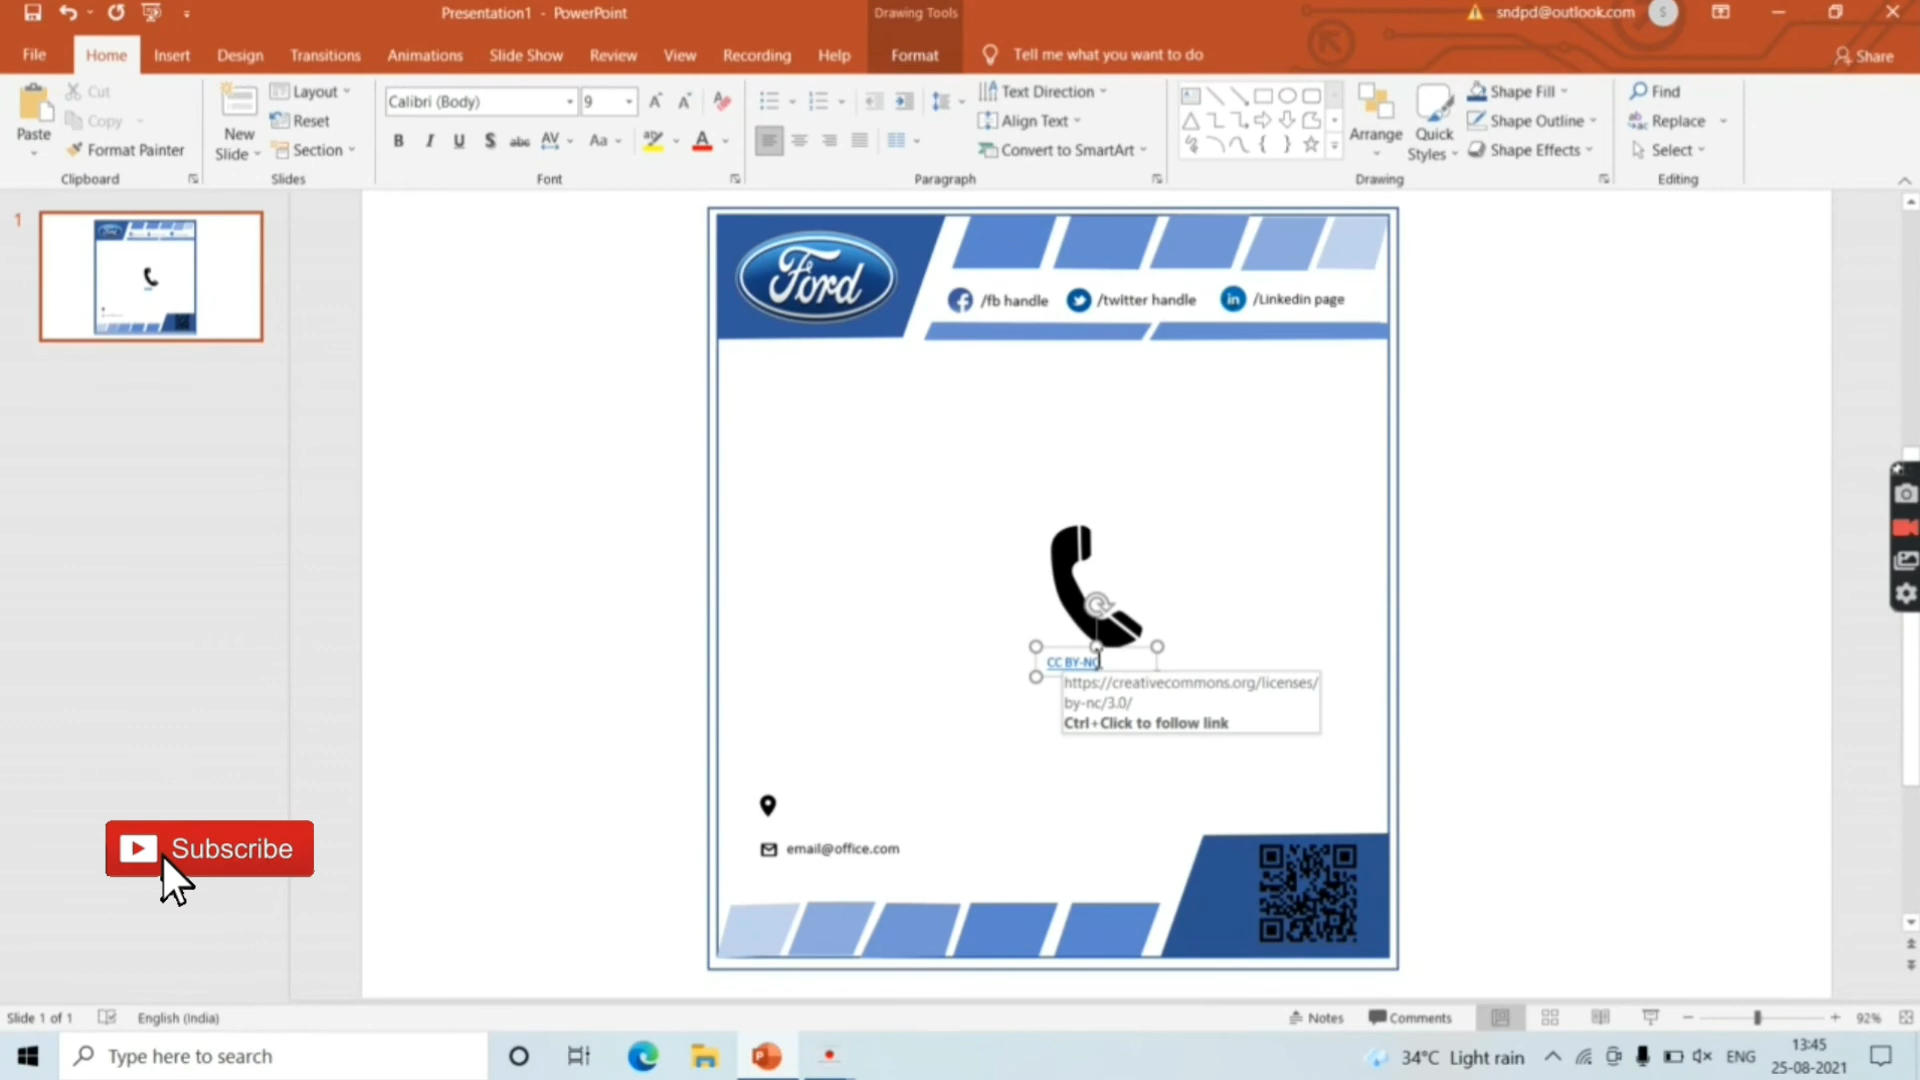 Presentation1 - PowerPoint
Drawing Tools
sndpd@outlook.com
S
File
Home
Insert
Design
Transitions
Animations
Slide Show
Review
View
Recording
Help
Format
Tell me what you want to do
Share
Paste
Cut
Copy
Format Painter
Clipboard
New
Slide
Layout
Reset
Section
Slides
Calibri (Body)
9
B I U S abc AV Aa A
Font
Text Direction
Align Text
Convert to SmartArt
Paragraph
Arrange
Quick
Styles
Shape Fill
Shape Outline
Shape Effects
Drawing
Find
Replace
Select
Editing
1
Ford
/fb handle
/twitter handle
in
/Linkedin page
CC BY-NC
https://creativecommons.org/licenses/
by-nc/3.0/
Ctrl+Click to follow link
email@office.com
Subscribe
Slide 1 of 1
English (India)
Notes
Comments
92%
Type here to search
34°C Light rain
ENG
13:45
25-08-2021